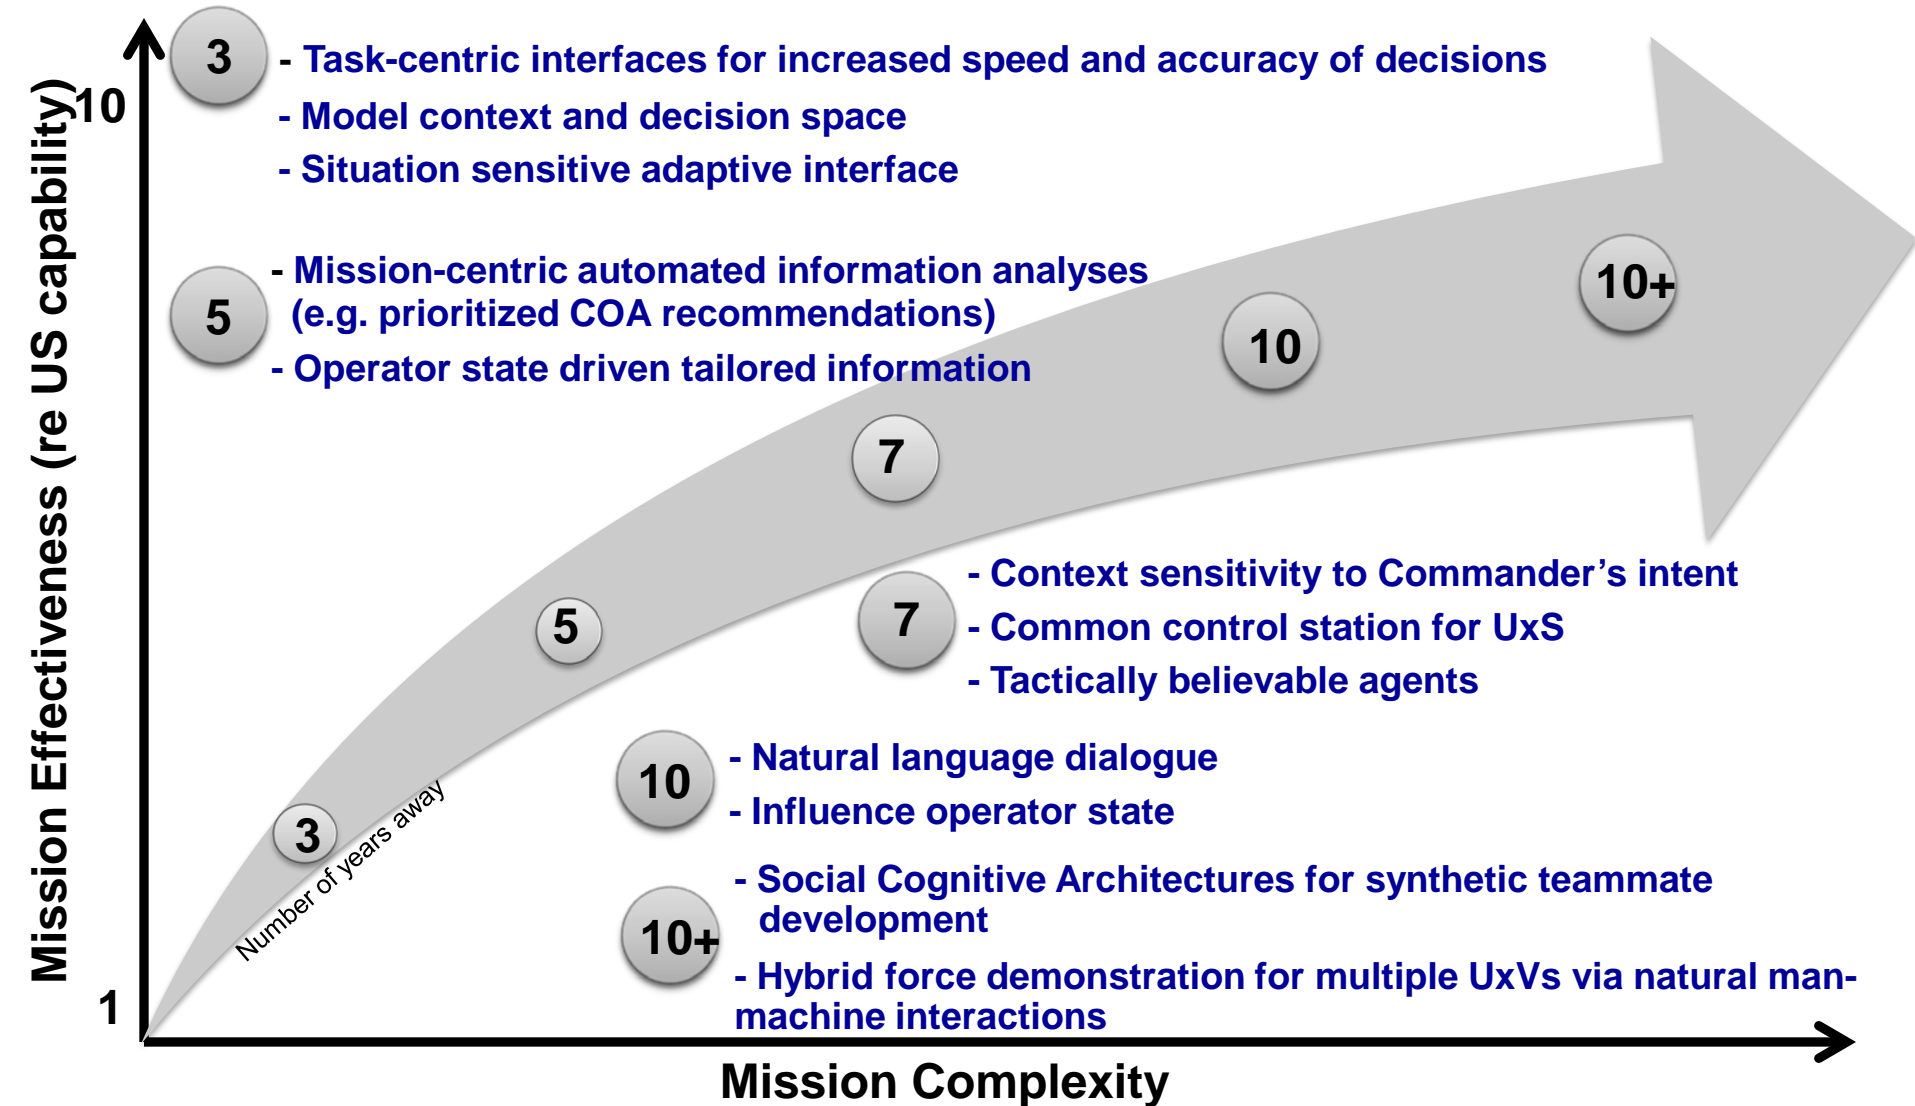 3
- Task-centric interfaces for increased speed and accuracy of decisions
10
- Model context and decision space
- Situation sensitive adaptive interface
Mission Effectiveness (re US capability)
5
- Mission-centric automated information analyses
(e.g. prioritized COA recommendations)
- Operator state driven tailored information
10+
10
7
5
3
Number of years away
7
- Context sensitivity to Commander’s intent
- Common control station for UxS
- Tactically believable agents
10
- Natural language dialogue
- Influence operator state
10+
- Social Cognitive Architectures for synthetic teammate
development
- Hybrid force demonstration for multiple UxVs via natural man-
machine interactions
1
Mission Complexity